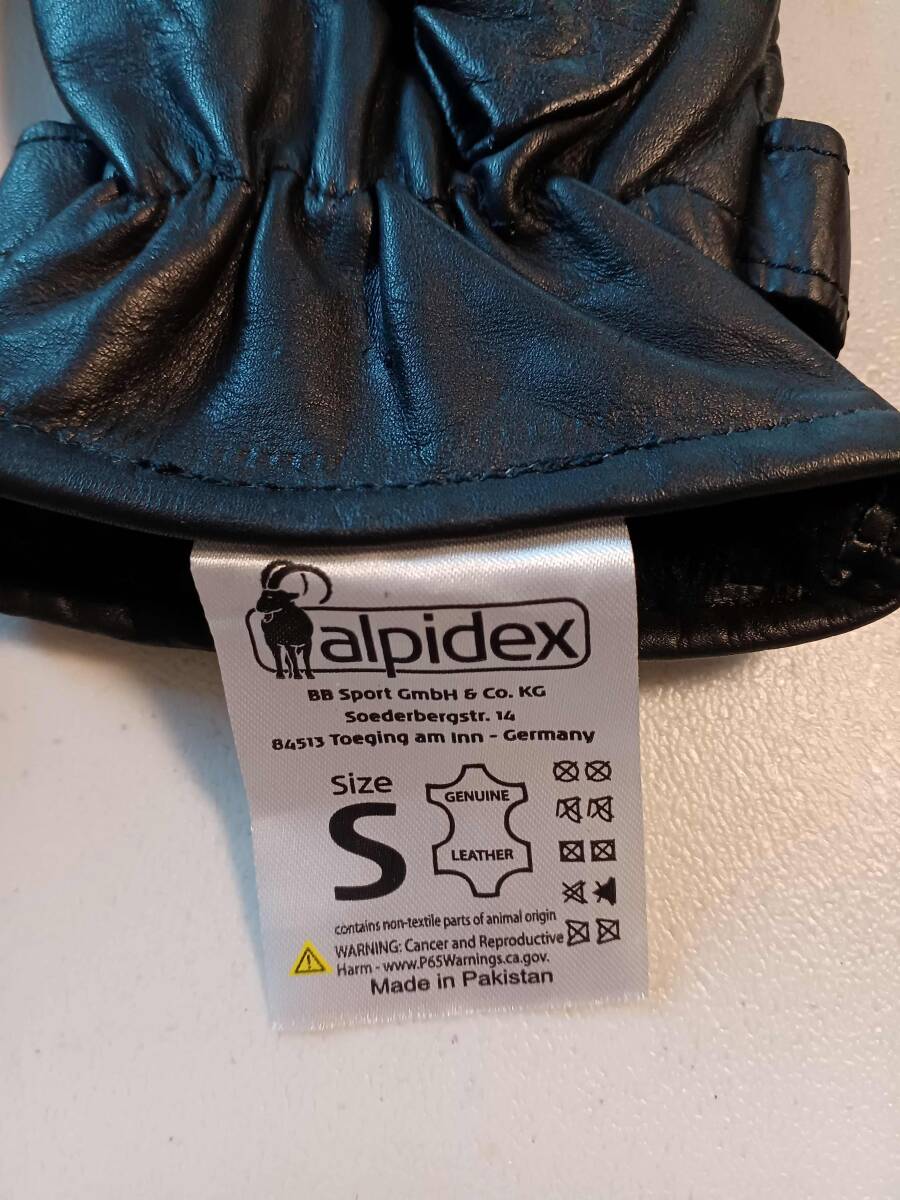 alpidex
BB Sport GmbH & Co. KG
Soederbergstr. 14
84513 Toeging am Inn - Germany
Size
S
GENUINE
LEATHER
contains non-textile parts of animal origin
WARNING: Cancer and Reproductive
Harm - www.P65Warnings.ca.gov.
Made in Pakistan